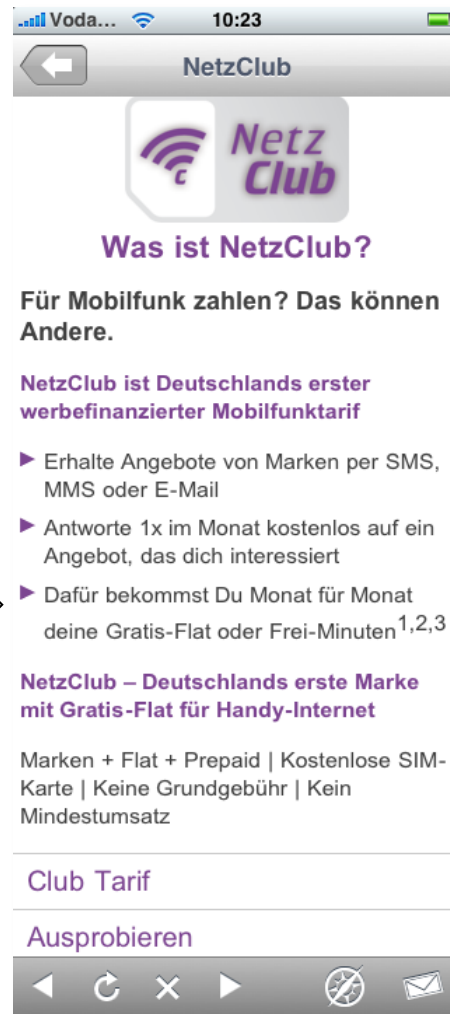 Voda... 10:23
NetzClub
Netz
Club
c
Was ist NetzClub?
Für Mobilfunk zahlen? Das können
Andere.
NetzClub ist Deutschlands erster
werbefinanzierter Mobilfunktarif
Erhalte Angebote von Marken per SMS,
MMS oder E-Mail
Antworte 1x im Monat kostenlos auf ein
Angebot, das dich interessiert
Dafür bekommst Du Monat für Monat
deine Gratis-Flat oder Frei-Minuten1,2,3
NetzClub – Deutschlands erste Marke
mit Gratis-Flat für Handy-Internet
Marken + Flat + Prepaid | Kostenlose SIM-
Karte | Keine Grundgebühr | Kein
Mindestumsatz
Club Tarif
Ausprobieren